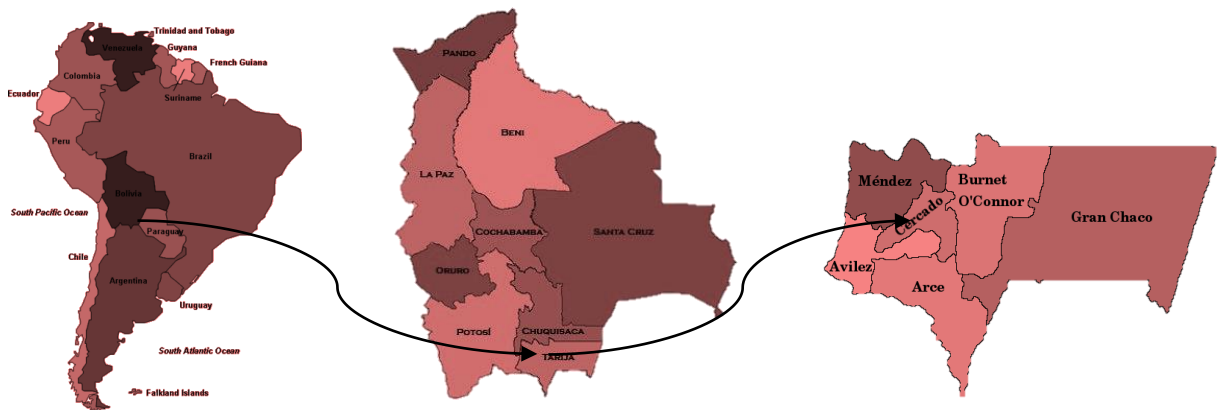 Trinidad and Tobago
Venezuela
Guyana
French Guiana
Colombia
Suriname
Ecuador
Peru
Brazil
Bolivia
South Pacific Ocean
Paraguay
Chile
Argentina
Uruguay
South Atlantic Ocean
Falkland Islands
PANDO
BENI
LA PAZ
COCHABAMBA
SANTA CRUZ
ORURO
POTOSÍ
CHUQUISACA
TARIJA
Méndez
Burnet
O'Connor
Cercado
Gran Chaco
Avilez
Arce